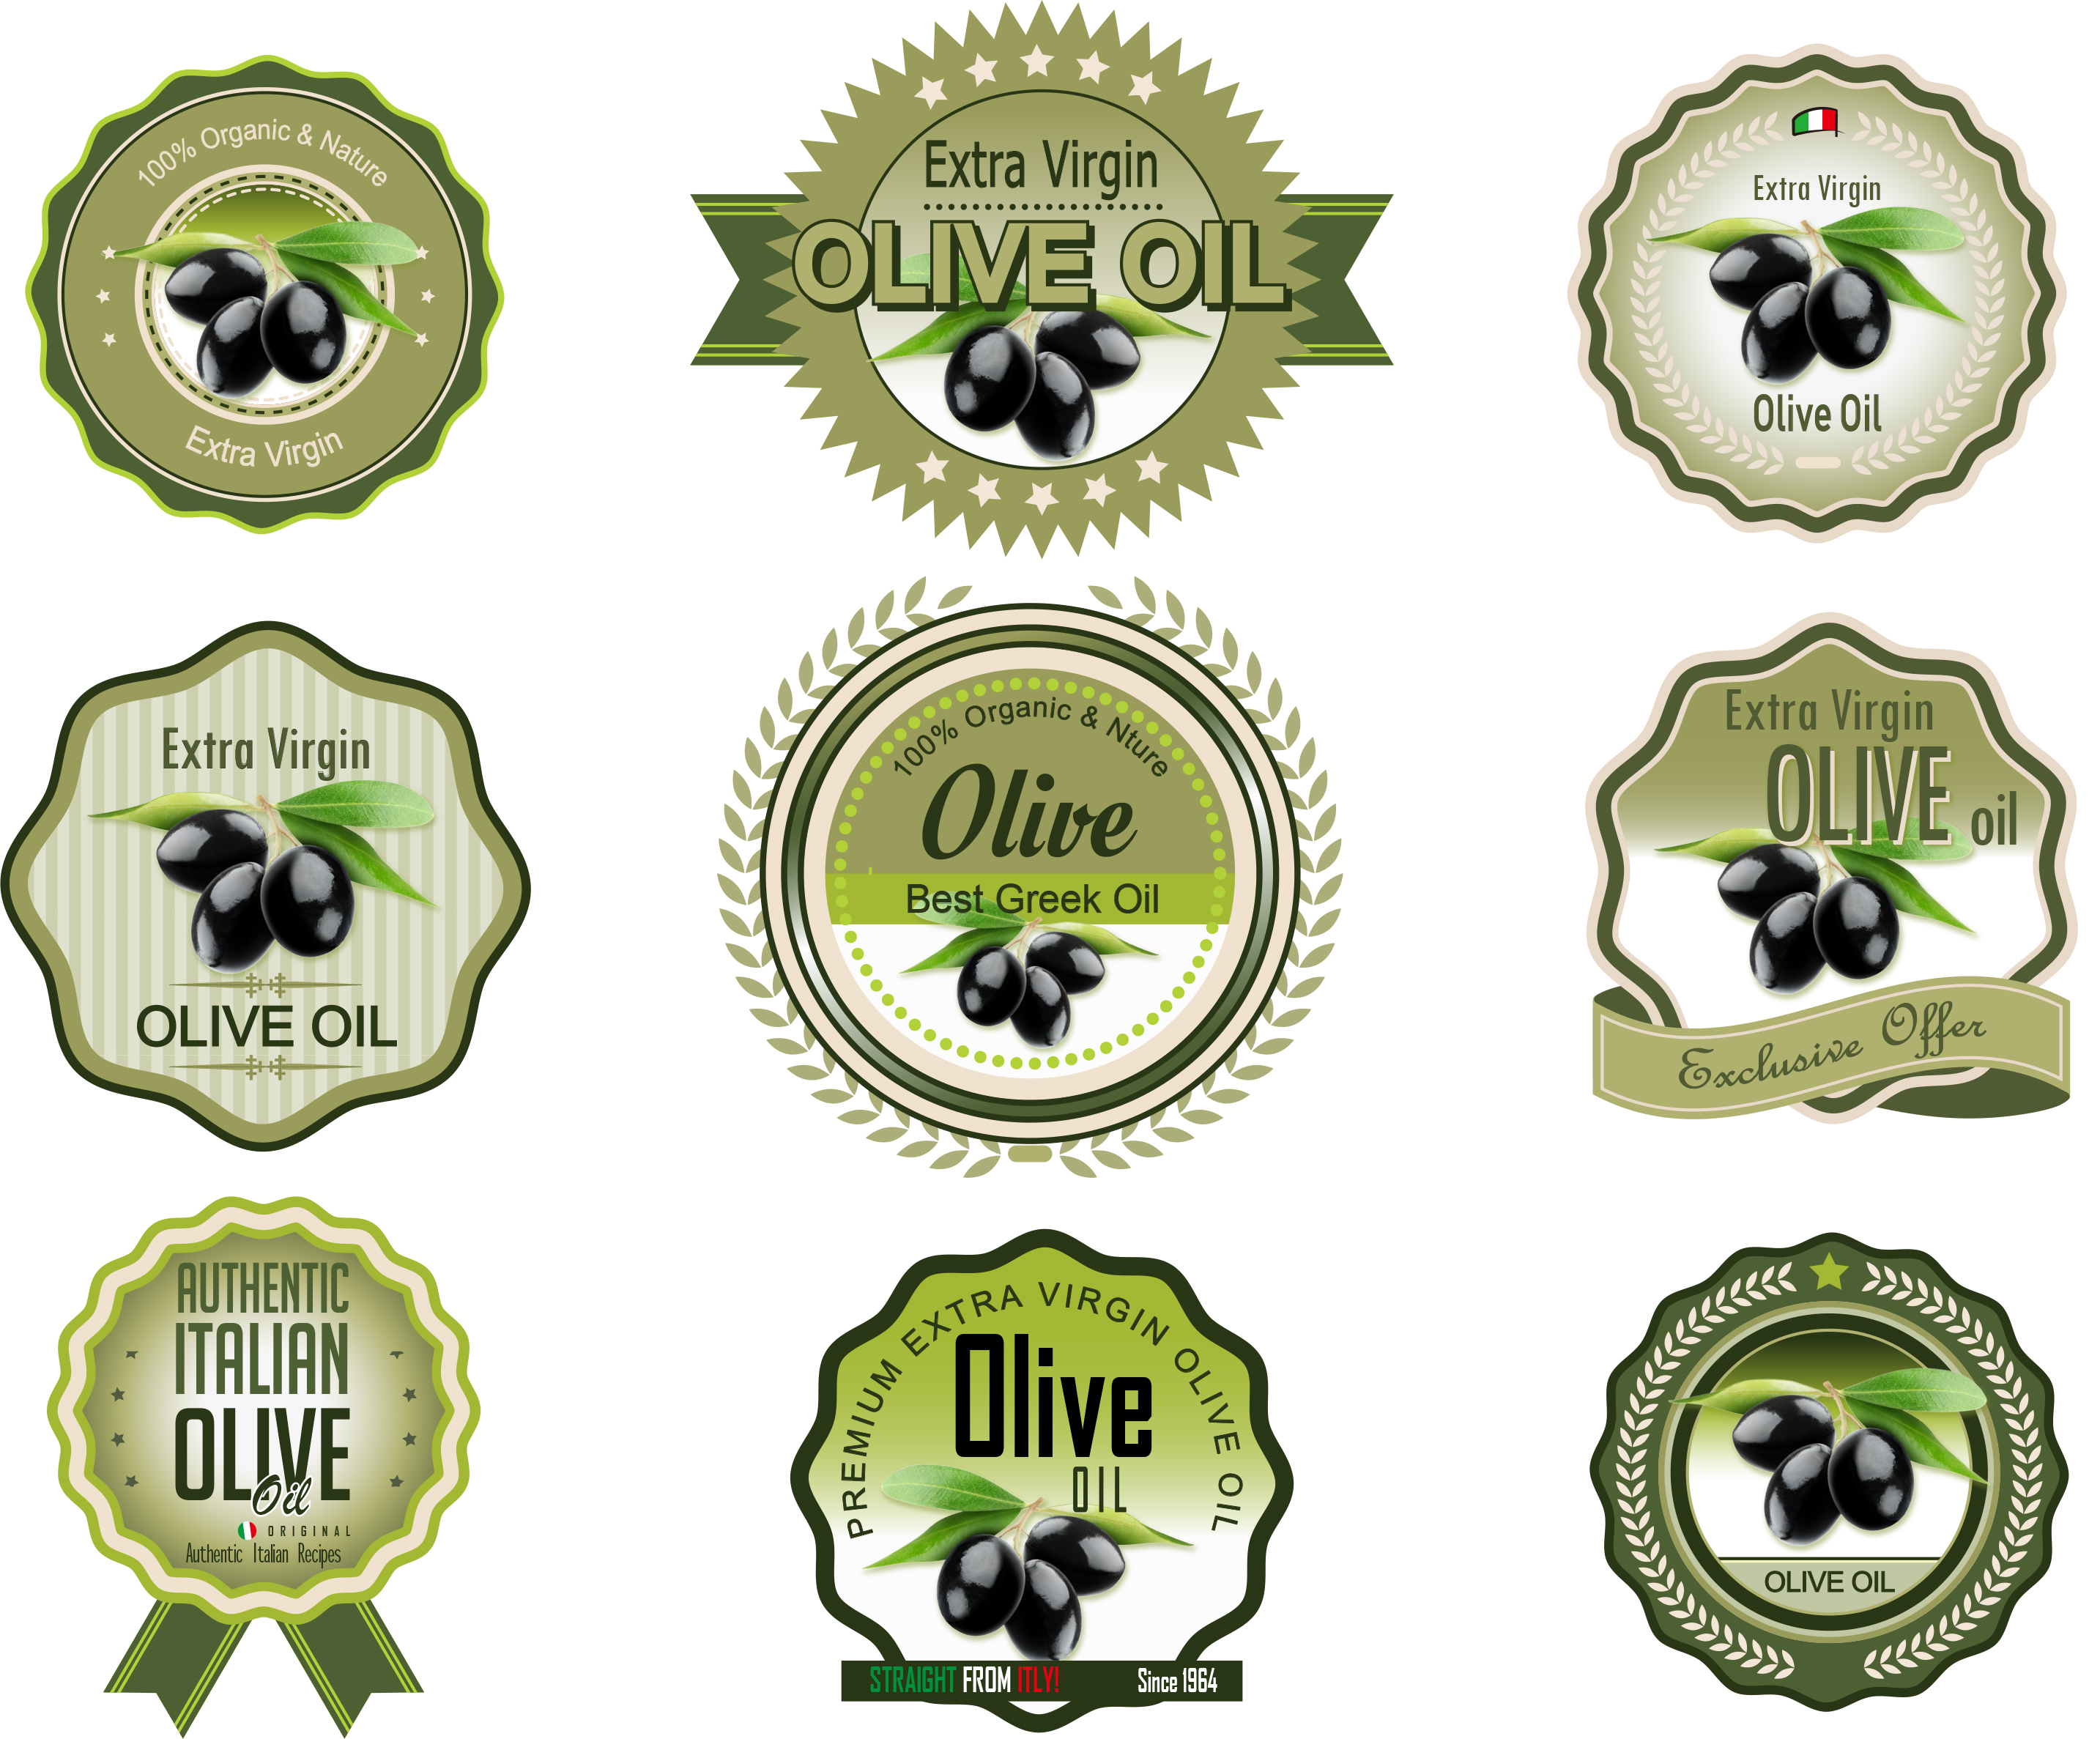 100% Organic & Nature
Extra Virgin
Extra Virgin
OLIVE OIL
Extra Virgin
Olive Oil
Extra Virgin
OLIVE OIL
100% Organic & Nture
Olive
Best Greek Oil
Extra Virgin
OLIVE oil
Exclusive Offer
AUTHENTIC
ITALIAN
OLIVE
Oil
ORIGINAL
Authentic Italian Recipes
PREMIUM EXTRA VIRGIN OLIVE OIL
Olive
OIL
STRAIGHT FROM ITLY! Since 1964
OLIVE OIL